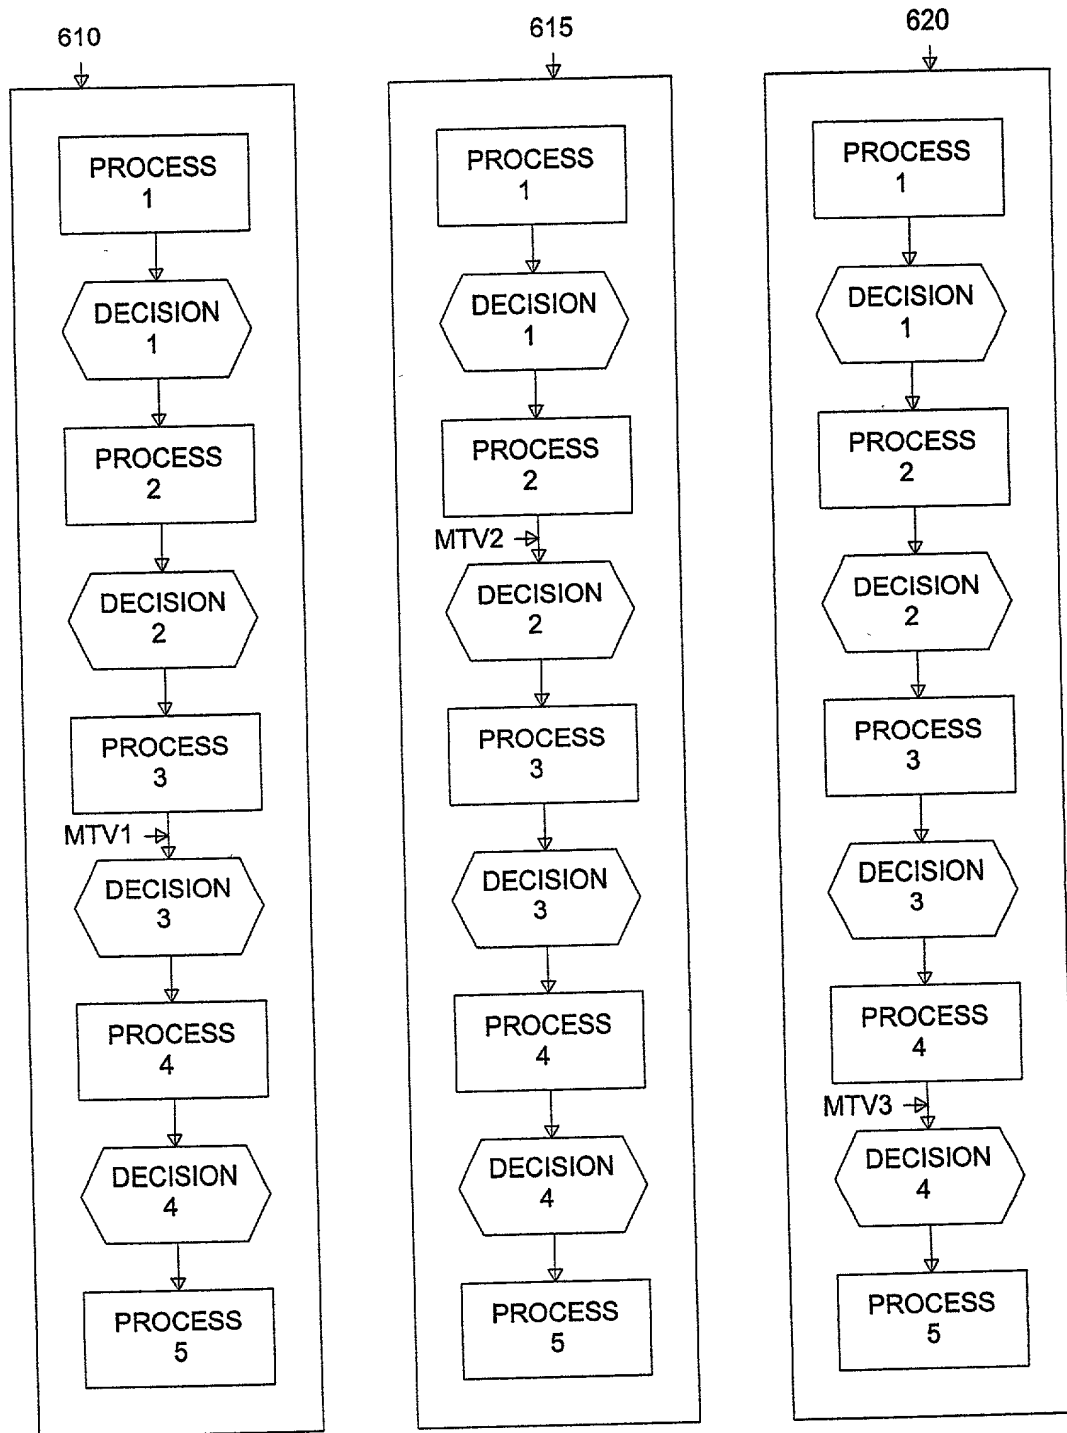 610
PROCESS
1
DECISION
1
PROCESS
2
DECISION
2
PROCESS
3
MTV1
DECISION
3
PROCESS
4
DECISION
4
PROCESS
5
615
PROCESS
1
DECISION
1
PROCESS
2
MTV2
DECISION
2
PROCESS
3
DECISION
3
PROCESS
4
DECISION
4
PROCESS
5
620
PROCESS
1
DECISION
1
PROCESS
2
DECISION
2
PROCESS
3
DECISION
3
PROCESS
4
MTV3
DECISION
4
PROCESS
5